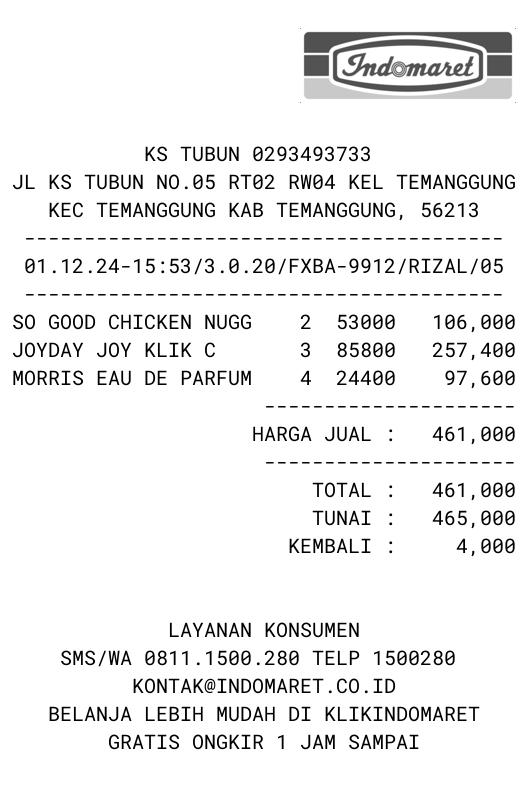 Indomaret
KS TUBUN 0293493733
JL KS TUBUN NO.05 RT02 RW04 KEL TEMANGGUNG
KEC TEMANGGUNG KAB TEMANGGUNG, 56213
----------------------------------------
01.12.24-15:53/3.0.20/FXBA-9912/RIZAL/05
----------------------------------------
SO GOOD CHICKEN NUGG 2 53000 106,000
JOYDAY JOY KLIK C 3 85800 257,400
MORRIS EAU DE PARFUM 4 24400 97,600
---------------------
HARGA JUAL : 461,000
---------------------
TOTAL : 461,000
TUNAI : 465,000
KEMBALI : 4,000
LAYANAN KONSUMEN
SMS/WA 0811.1500.280 TELP 1500280
KONTAK@INDOMARET.CO.ID
BELANJA LEBIH MUDAH DI KLIKINDOMARET
GRATIS ONGKIR 1 JAM SAMPAI